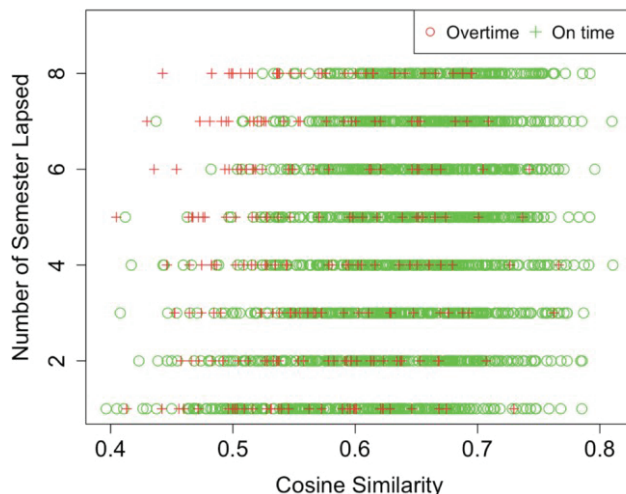 ○ Overtime + On time
8
6
4
2
Number of Semester Lapsed
0.4 0.5 0.6 0.7 0.8
Cosine Similarity